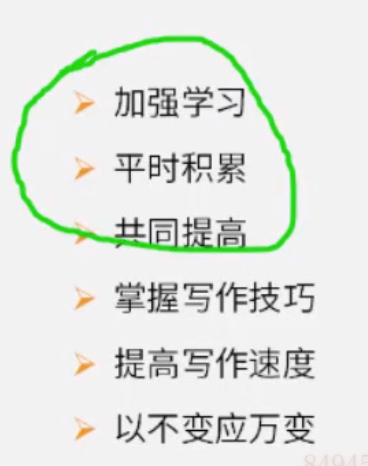 加强学习
平时积累
共同提高
掌握写作技巧
提高写作速度
以不变应万变